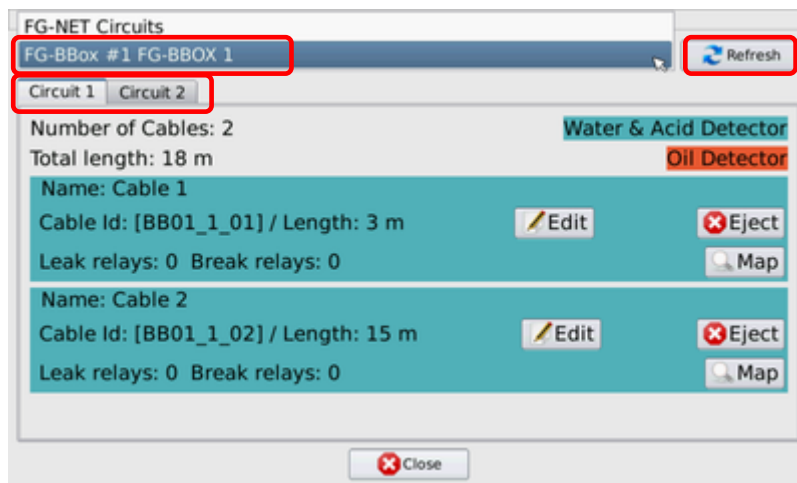 FG-NET Circuits
FG-BBox #1 FG-BBOX 1
Refresh
Circuit 1 Circuit 2
Number of Cables: 2 Water & Acid Detector
Total length: 18 m Oil Detector
Name: Cable 1
Cable Id: [BB01_1_01] / Length: 3 m Edit Eject
Leak relays: 0 Break relays: 0 Map
Name: Cable 2
Cable Id: [BB01_1_02] / Length: 15 m Edit Eject
Leak relays: 0 Break relays: 0 Map
Close